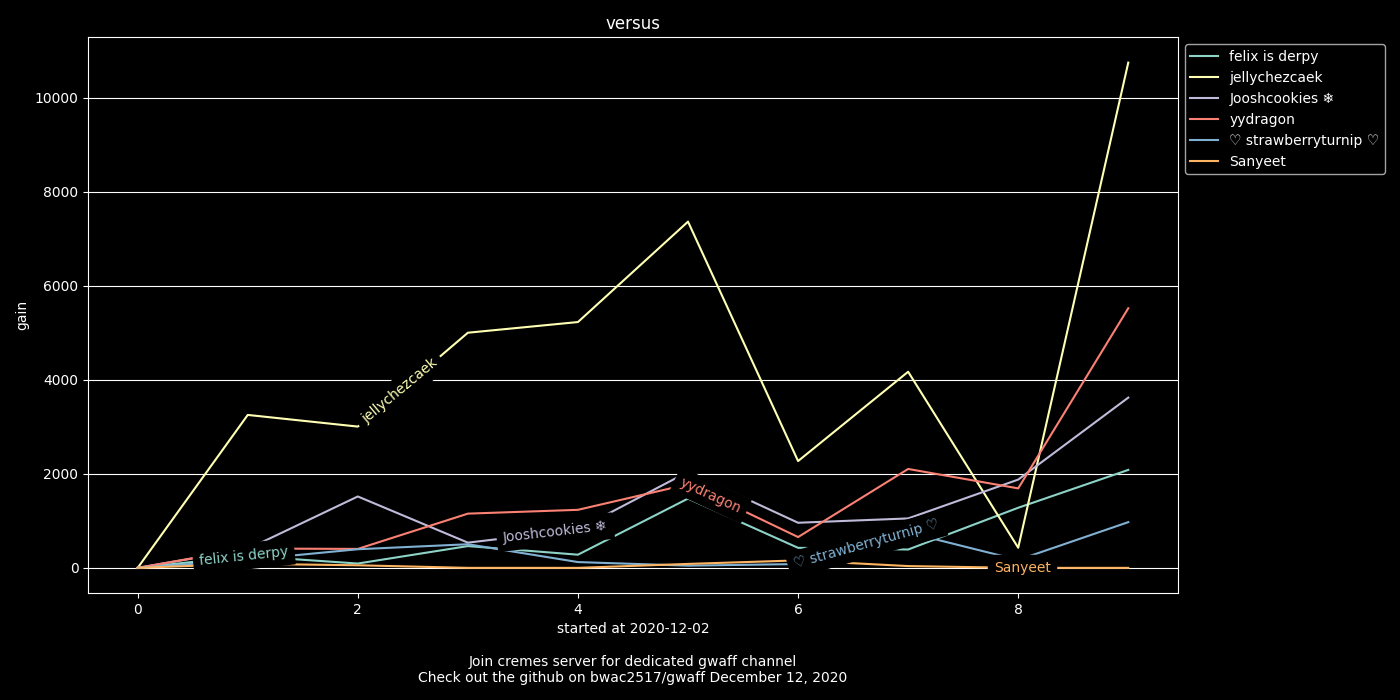 versus
gain
10000
8000
6000
4000
2000
0
0 2 4 6 8
started at 2020-12-02
felix is derpy
jellychezcaek
Jooshcookies ❄
yydragon
♡ strawberryturnip ♡
Sanyeet
felix is derpy
jellychezcaek
Jooshcookies ❄
yydragon
♡ strawberryturnip ♡
Sanyeet
Join cremes server for dedicated gwaff channel
Check out the github on bwac2517/gwaff December 12, 2020